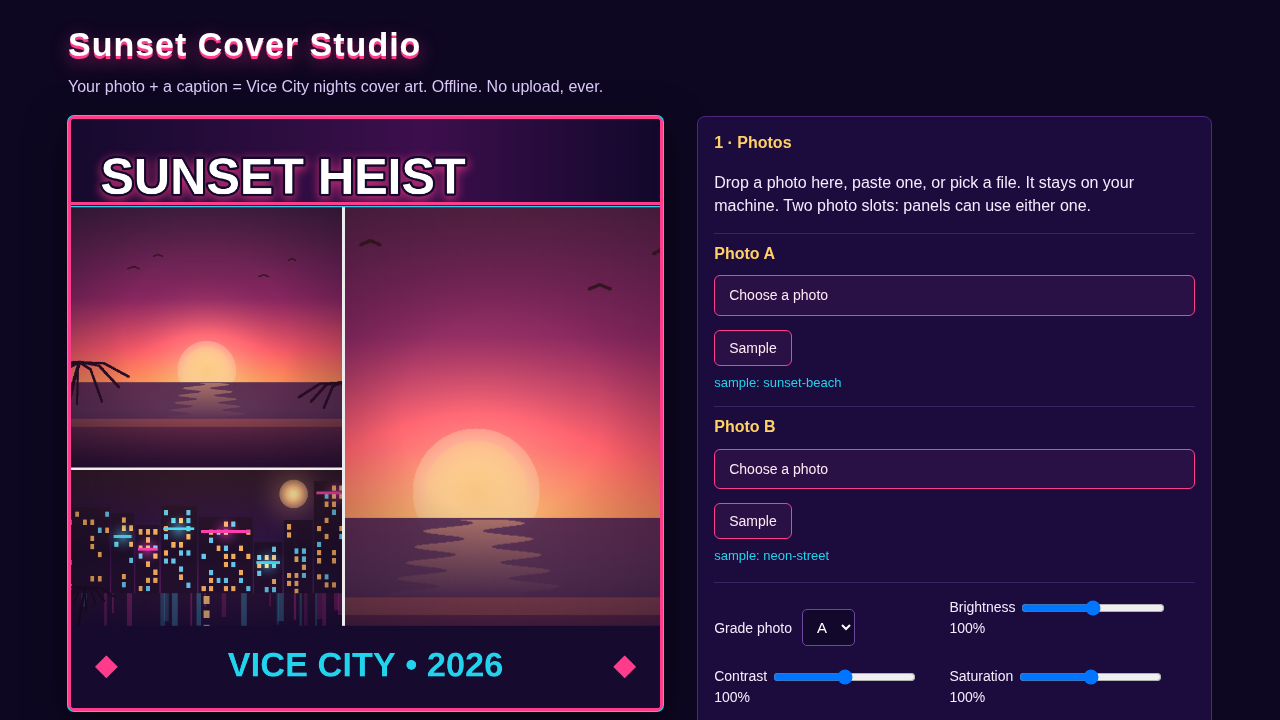 Sunset Cover Studio
Your photo + a caption = Vice City nights cover art. Offline. No upload, ever.
SUNSET HEIST
VICE CITY • 2026
1 · Photos
Drop a photo here, paste one, or pick a file. It stays on your
machine. Two photo slots: panels can use either one.
Photo A
Choose a photo
Sample
sample: sunset-beach
Photo B
Choose a photo
Sample
sample: neon-street
Grade photo A
Brightness
100%
Contrast
100%
Saturation
100%